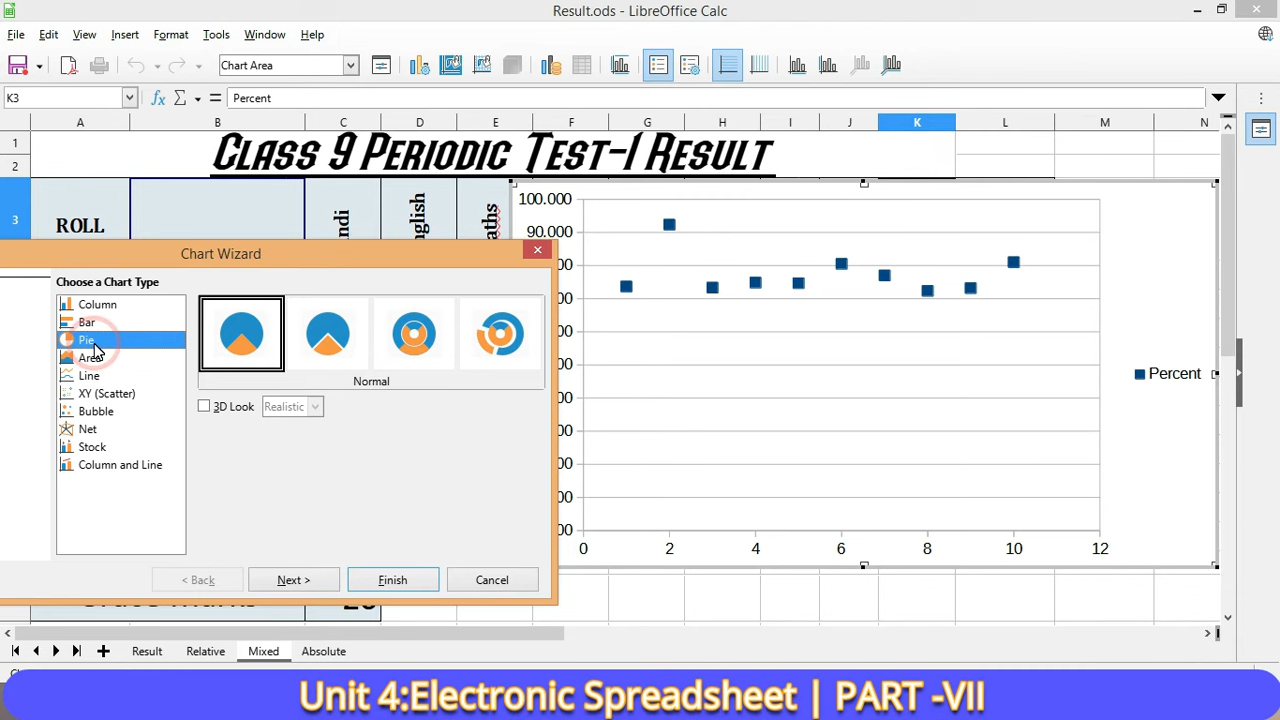 Result.ods - LibreOffice Calc
File Edit View Insert Format Tools Window Help
Chart Area
K3
Percent
A B C D E F G H I J K L M N
1
Class 9 Periodic Test-1 Result
2
3
ROLL
100.000
90.000
Percent
0 2 4 6 8 10 12
Chart Wizard
Choose a Chart Type
Column
Bar
Pie
Area
Line
XY (Scatter)
Bubble
Net
Stock
Column and Line
Normal
3D Look
Realistic
< Back
Next >
Finish
Cancel
Result Relative Mixed Absolute
Unit 4:Electronic Spreadsheet | PART -VII